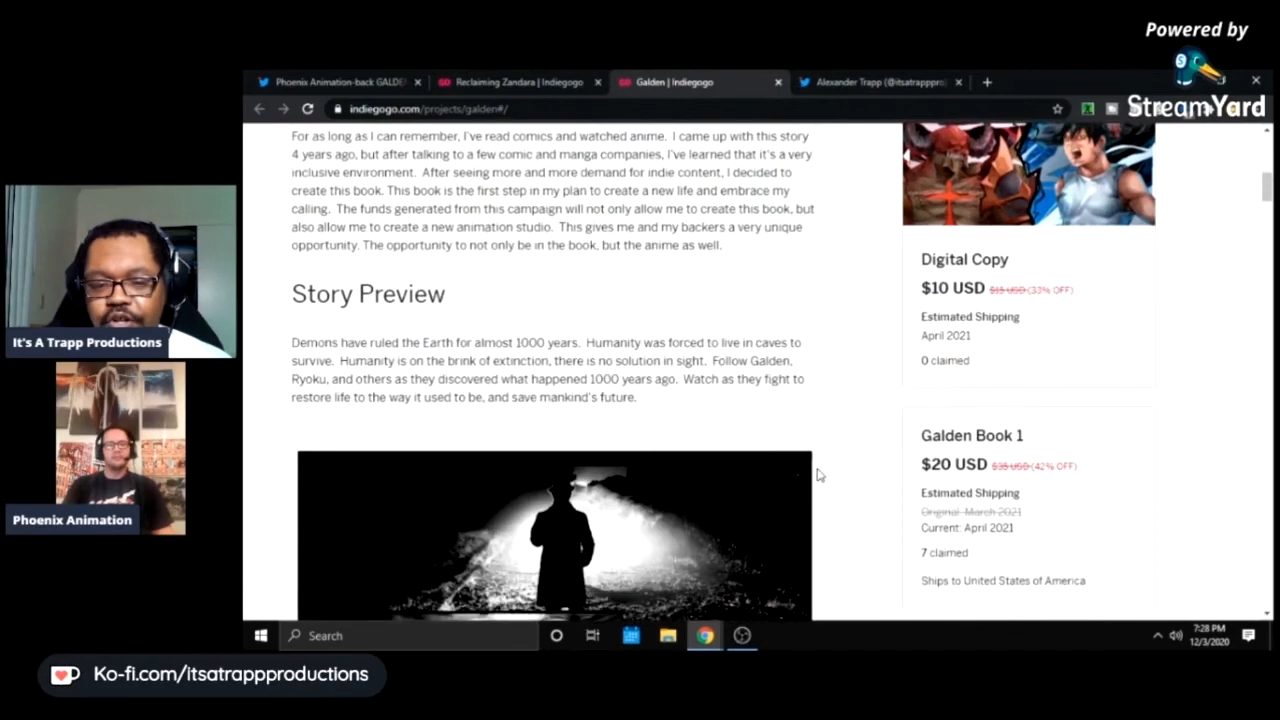 Powered by
StreamYard
Phoenix Animation-back GALDE
Reclaiming Zandara | Indiegogo
Galden | Indiegogo
Alexander Trapp (@itsatrapppro
indiegogo.com/projects/galden#/
For as long as I can remember, I've read comics and watched anime. I came up with this story
4 years ago, but after talking to a few comic and manga companies, I've learned that it's a very
inclusive environment. After seeing more and more demand for indie content, I decided to
create this book. This book is the first step in my plan to create a new life and embrace my
calling. The funds generated from this campaign will not only allow me to create this book, but
also allow me to create a new animation studio. This gives me and my backers a very unique
opportunity. The opportunity to not only be in the book, but the anime as well.
Story Preview
Demons have ruled the Earth for almost 1000 years. Humanity was forced to live in caves to
survive. Humanity is on the brink of extinction, there is no solution in sight. Follow Galden,
Ryoku, and others as they discovered what happened 1000 years ago. Watch as they fight to
restore life to the way it used to be, and save mankind's future.
Digital Copy
$10 USD $15 USD (33% OFF)
Estimated Shipping
April 2021
0 claimed
Galden Book 1
$20 USD $35 USD (42% OFF)
Estimated Shipping
Original: March 2021
Current: April 2021
7 claimed
Ships to United States of America
It's A Trapp Productions
Phoenix Animation
Search
7:28 PM
12/3/2020
Ko-fi.com/itsatrappproductions